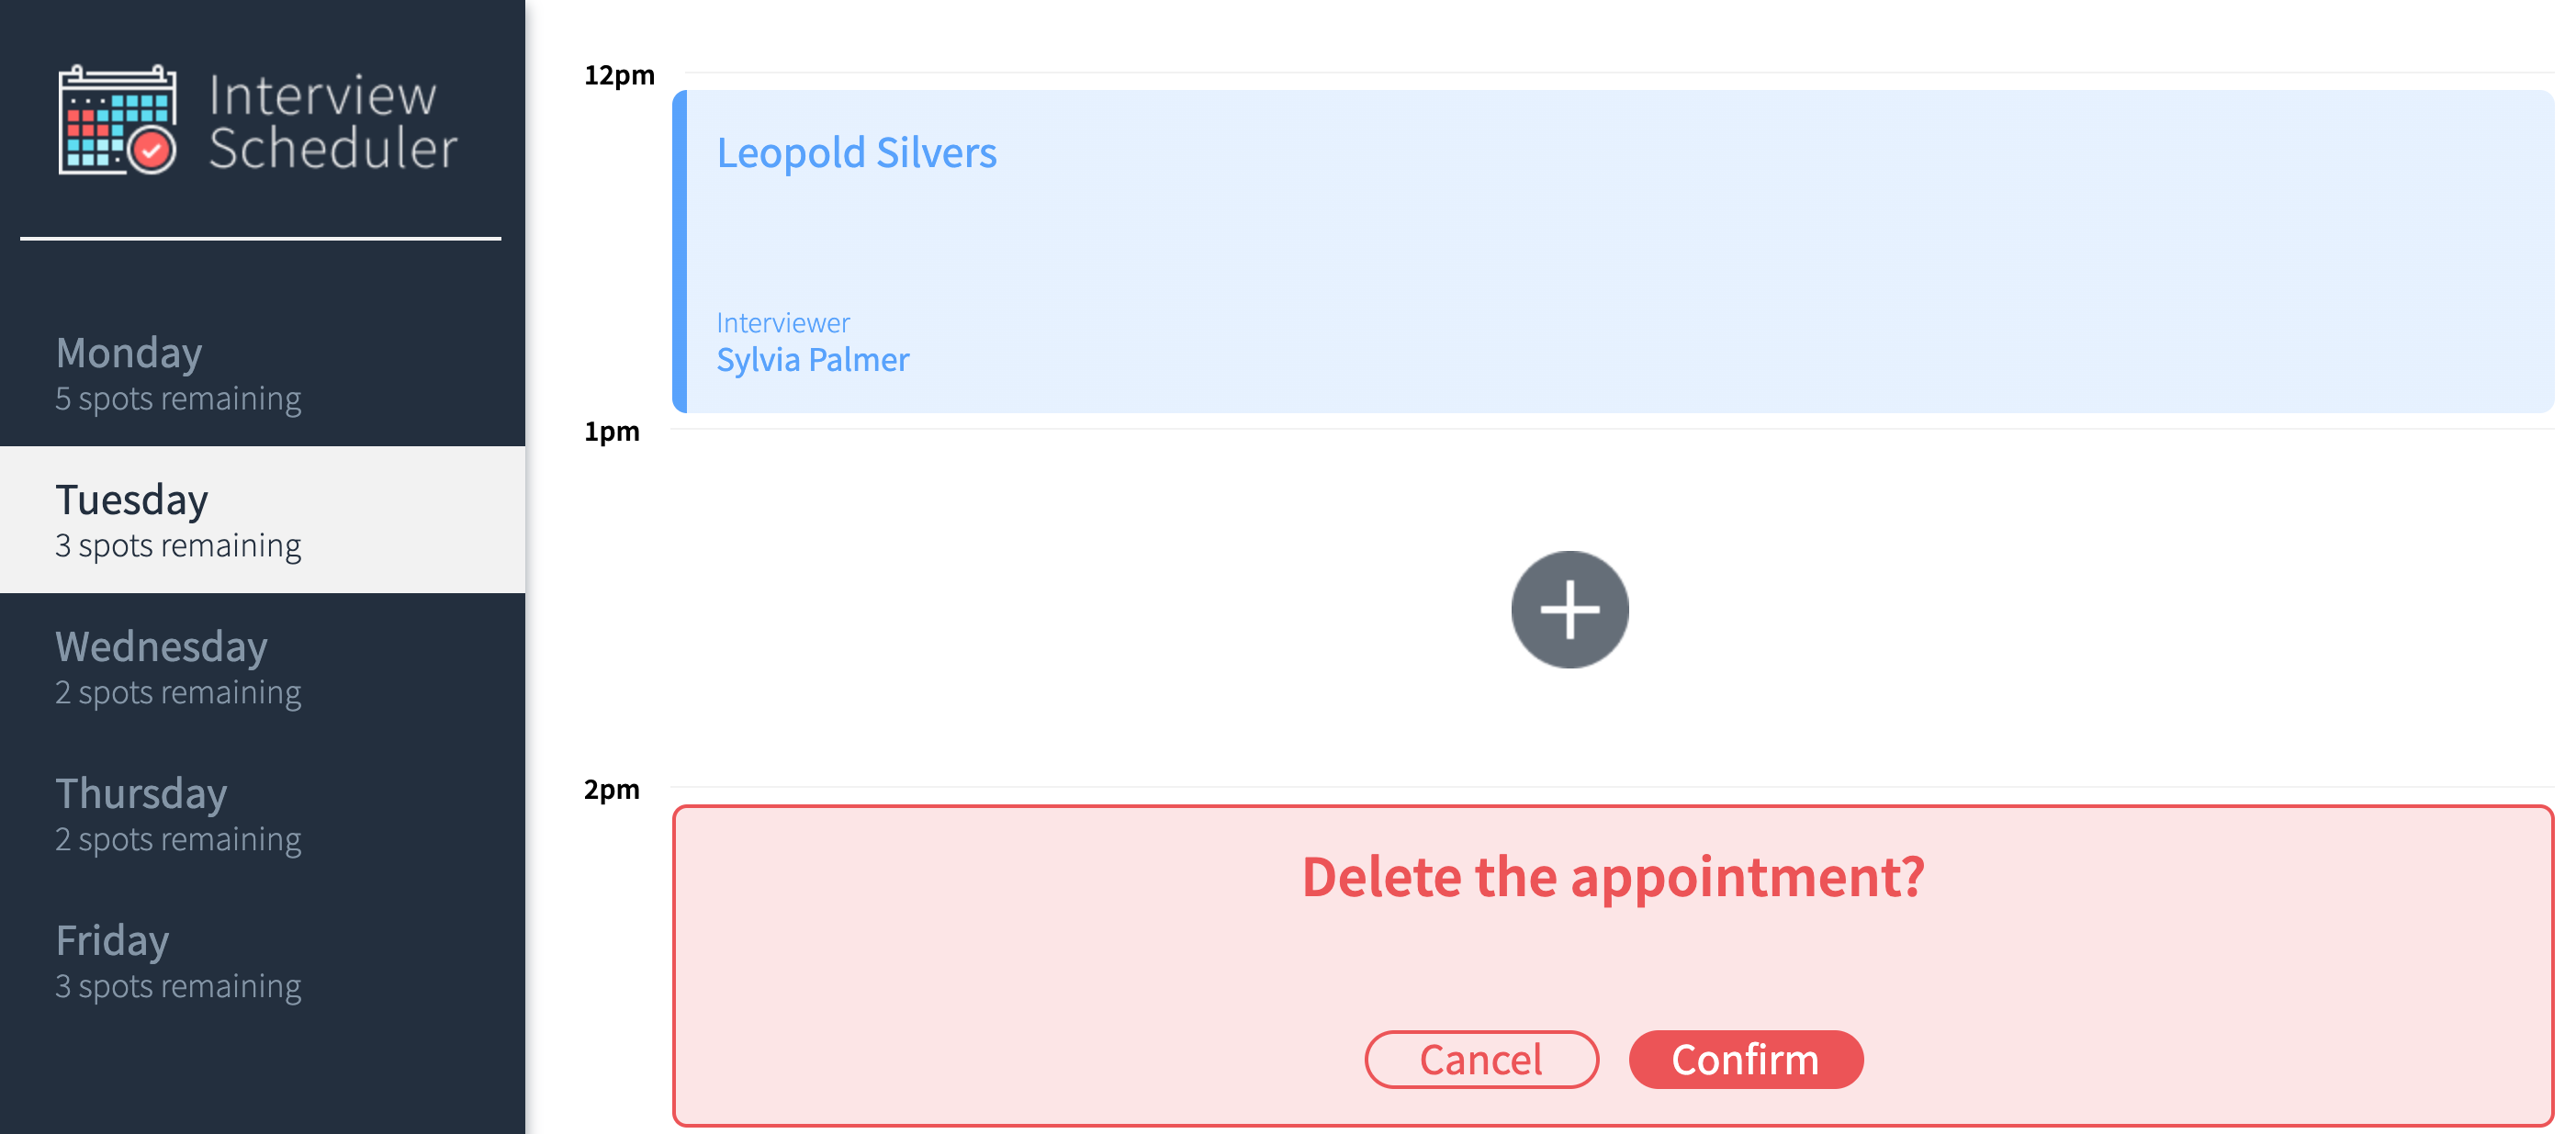 Interview
Scheduler
Monday
5 spots remaining
Tuesday
3 spots remaining
Wednesday
2 spots remaining
Thursday
2 spots remaining
Friday
3 spots remaining
12pm
Leopold Silvers
Interviewer
Sylvia Palmer
1pm
2pm
Delete the appointment?
Cancel Confirm